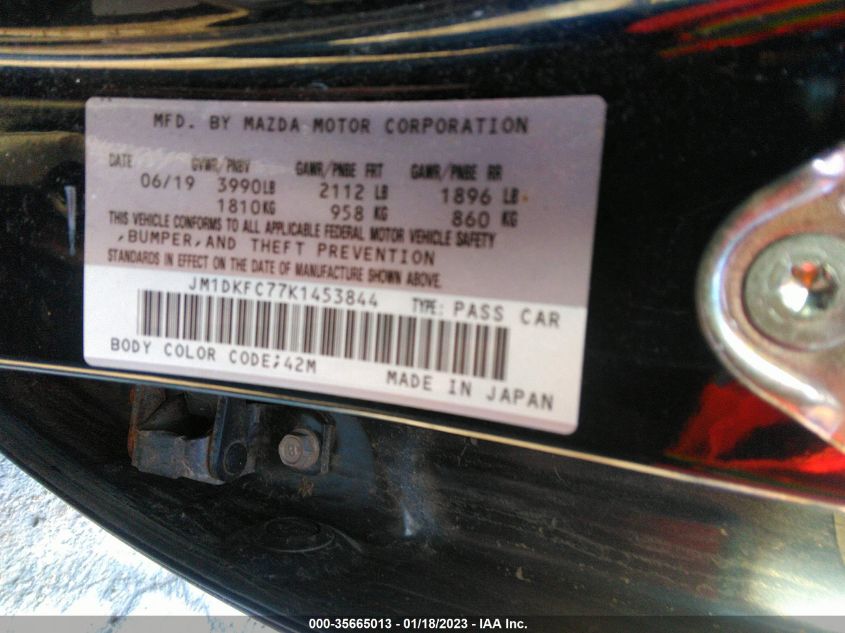 MFD. BY MAZDA MOTOR CORPORATION
DATE GVWR/PNBV GAWR/PNBE FRT GAWR/PNBE RR
06/19 3990LB 2112 LB 1896 LB
1810KG 958 KG 860 KG
THIS VEHICLE CONFORMS TO ALL APPLICABLE FEDERAL MOTOR VEHICLE SAFETY
,BUMPER,AND THEFT PREVENTION
STANDARDS IN EFFECT ON THE DATE OF MANUFACTURE SHOWN ABOVE.
JM1DKFC77K1453844 TYPE: PASS CAR
BODY COLOR CODE;42M
MADE IN JAPAN
000-35665013 - 01/18/2023 - IAA Inc.